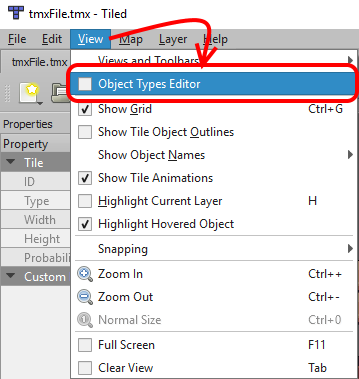 tmxFile.tmx - Tiled
File Edit View Map Layer Help
tmxFile.tmx
Views and Toolbars
Object Types Editor
Show Grid Ctrl+G
Properties
Show Tile Object Outlines
Property
Show Object Names
Tile
Show Tile Animations
ID
Type
Highlight Current Layer H
Width
Highlight Hovered Object
Height
Snapping
Probabili
Custom
Zoom In Ctrl++
Zoom Out Ctrl+-
Normal Size Ctrl+0
Full Screen F11
Clear View Tab